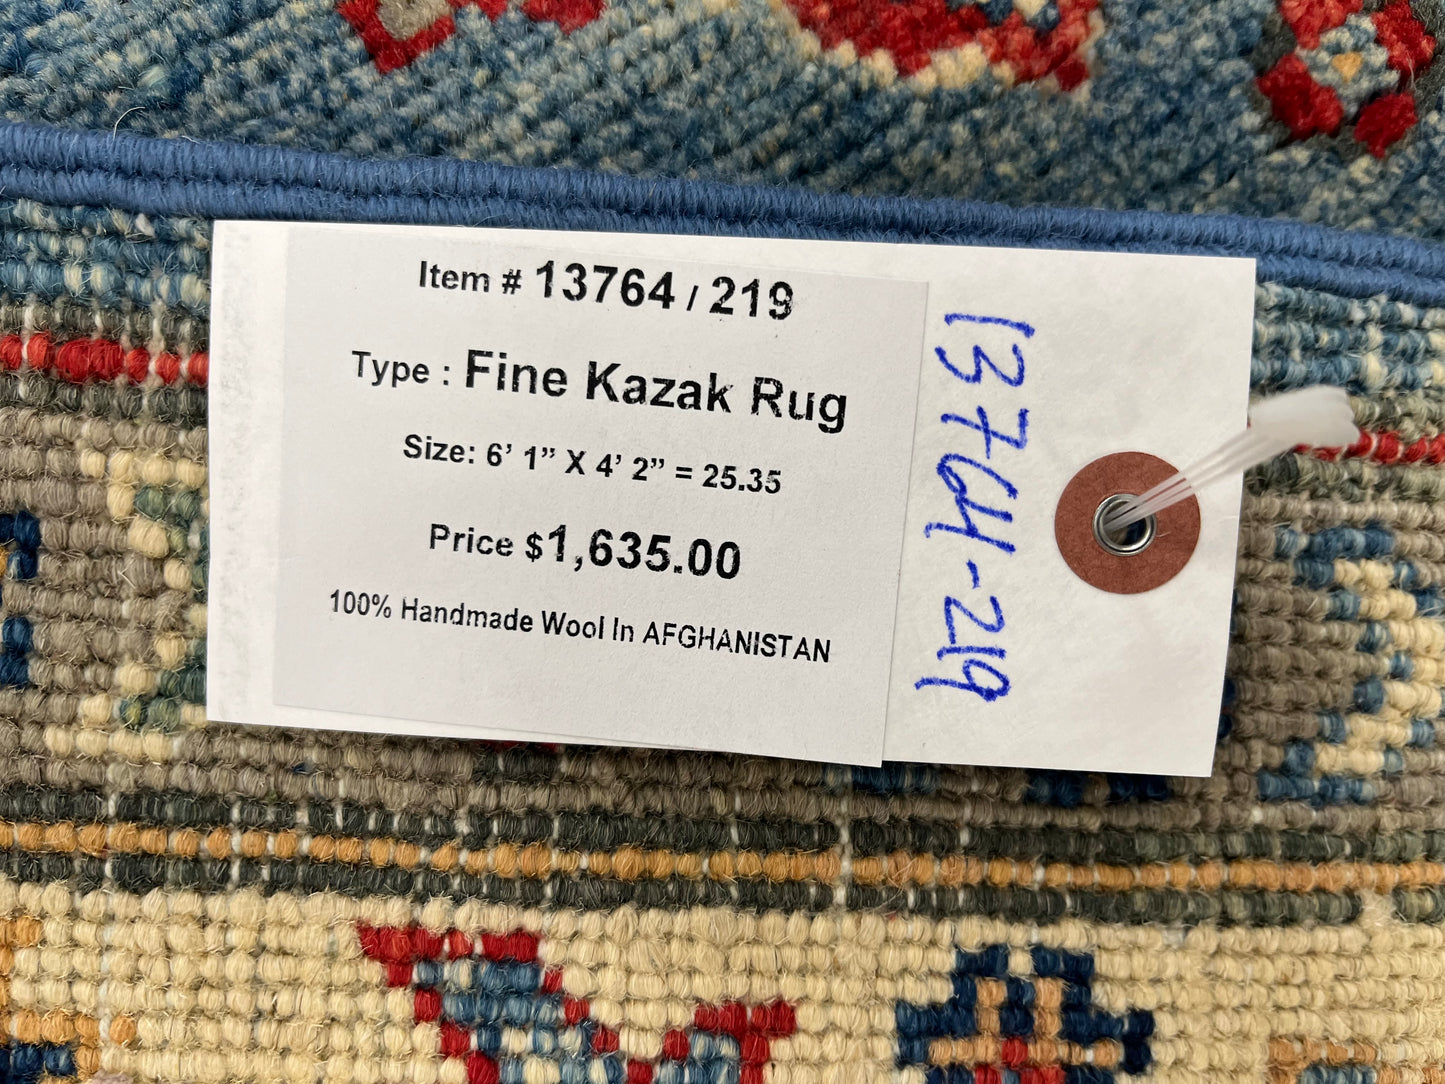 Item # 13764 / 219
Type : Fine Kazak Rug
Size: 6’ 1” X 4’ 2” = 25.35
Price $1,635.00
100% Handmade Wool In AFGHANISTAN
13764-219